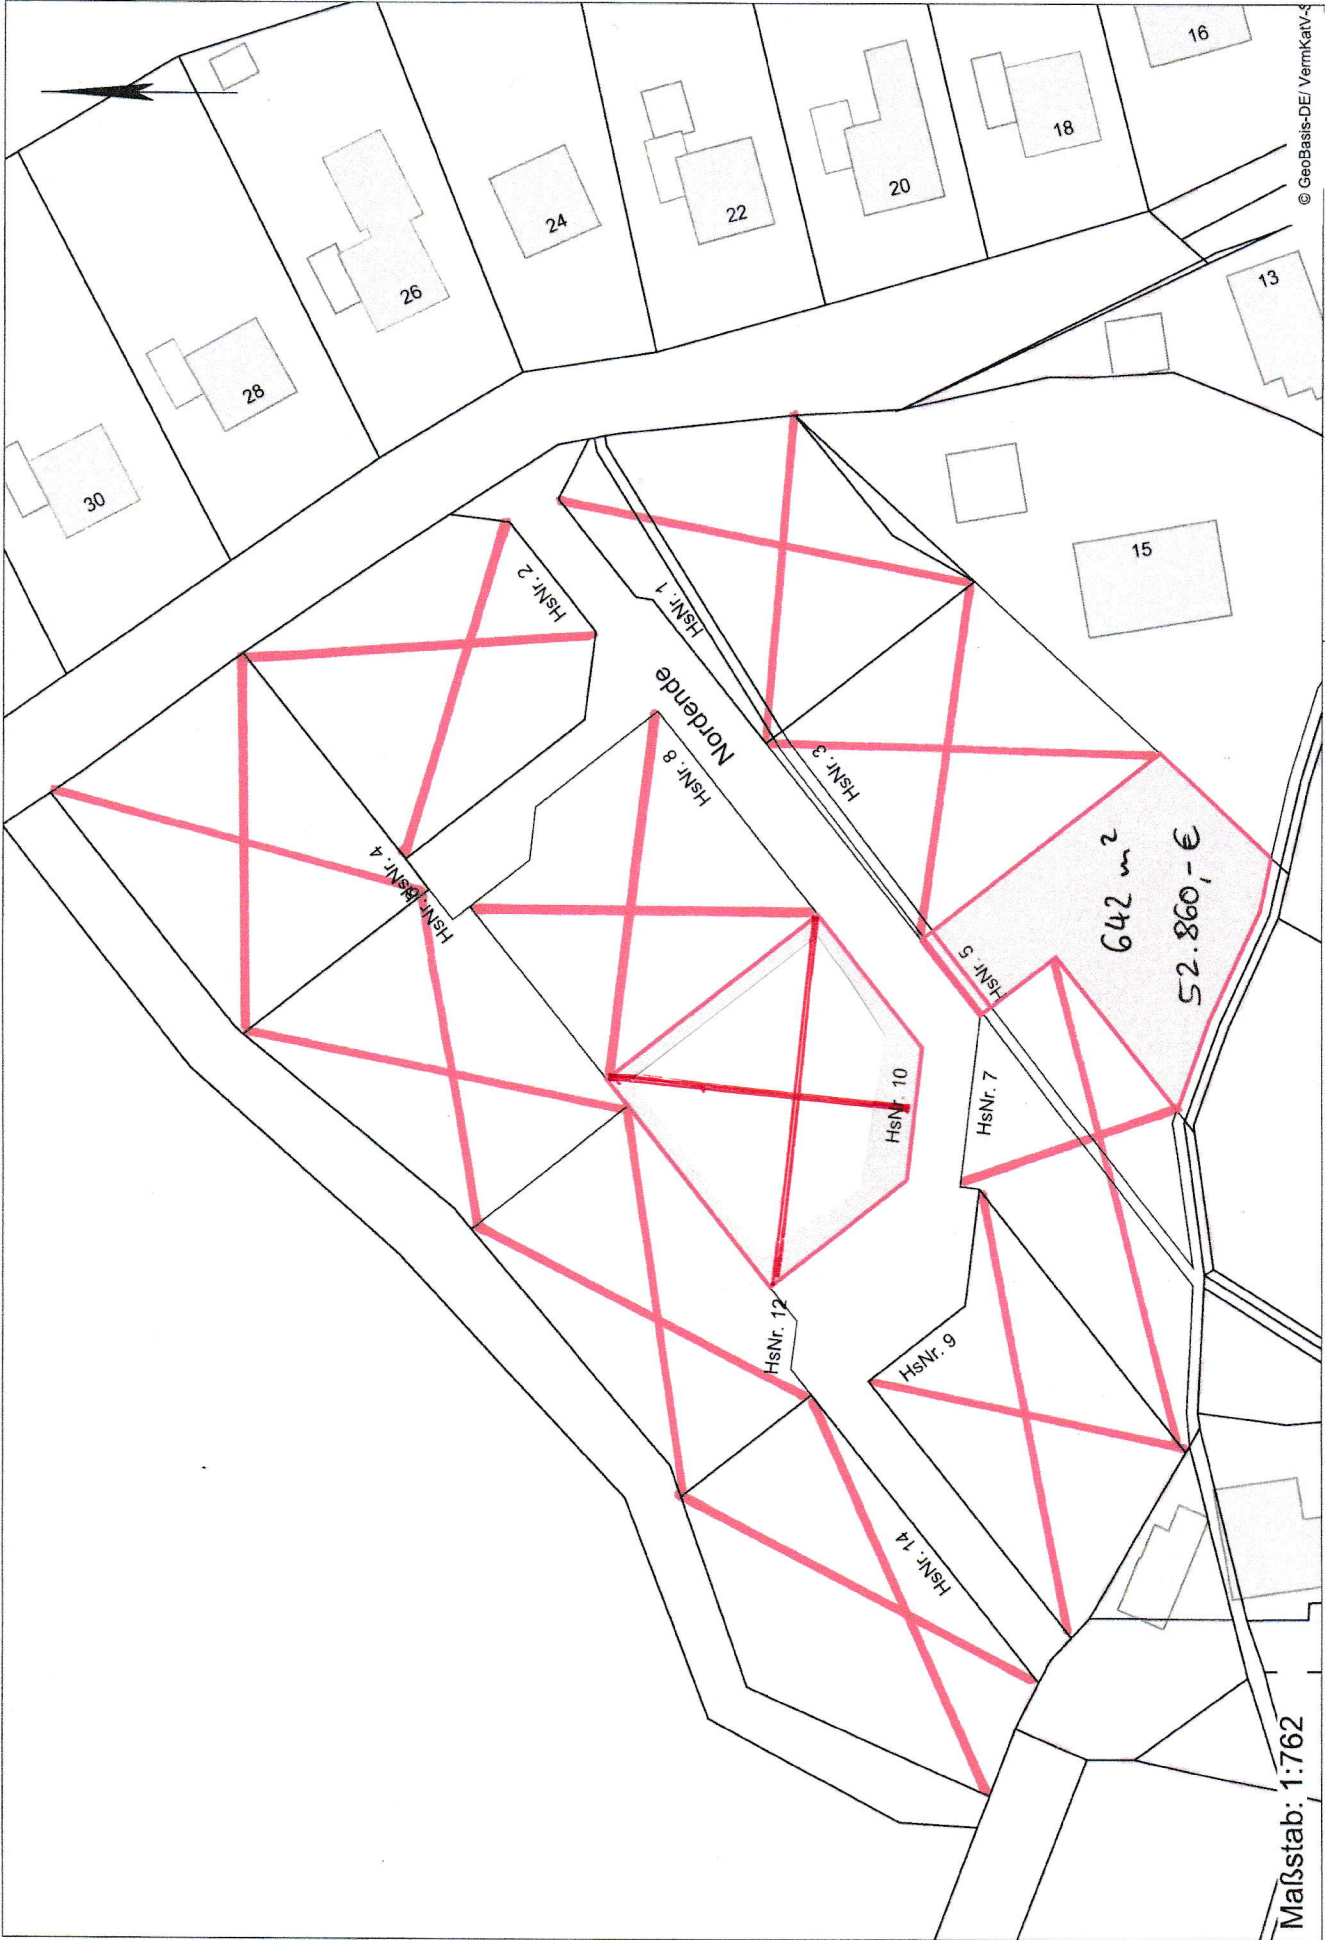 © GeoBasis-DE/ VermKatV-
16
18
20
22
24
26
28
30
13
15
HsNr. 2
HsNr. 1
HsNr. 4
HsNr.
Nordende
HsNr. 8
HsNr. 3
642 m²
52.860,- €
HsNr. 5
HsNr. 10
HsNr. 7
HsNr. 12
HsNr. 9
HsNr. 14
Maßstab: 1:762